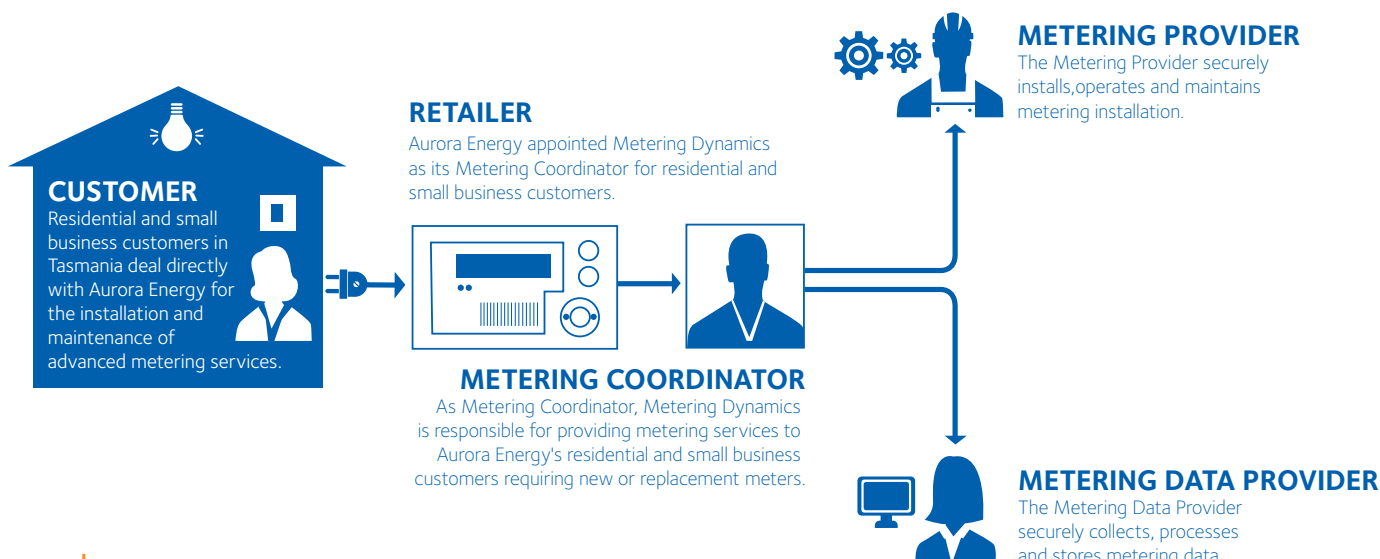 CUSTOMER
Residential and small
business customers in
Tasmania deal directly
with Aurora Energy for
the installation and
maintenance of
advanced metering services.
RETAILER
Aurora Energy appointed Metering Dynamics
as its Metering Coordinator for residential and
small business customers.
METERING COORDINATOR
As Metering Coordinator, Metering Dynamics
is responsible for providing metering services to
Aurora Energy's residential and small business
customers requiring new or replacement meters.
METERING PROVIDER
The Metering Provider securely
installs,operates and maintains
metering installation.
METERING DATA PROVIDER
The Metering Data Provider
securely collects, processes
and stores metering data